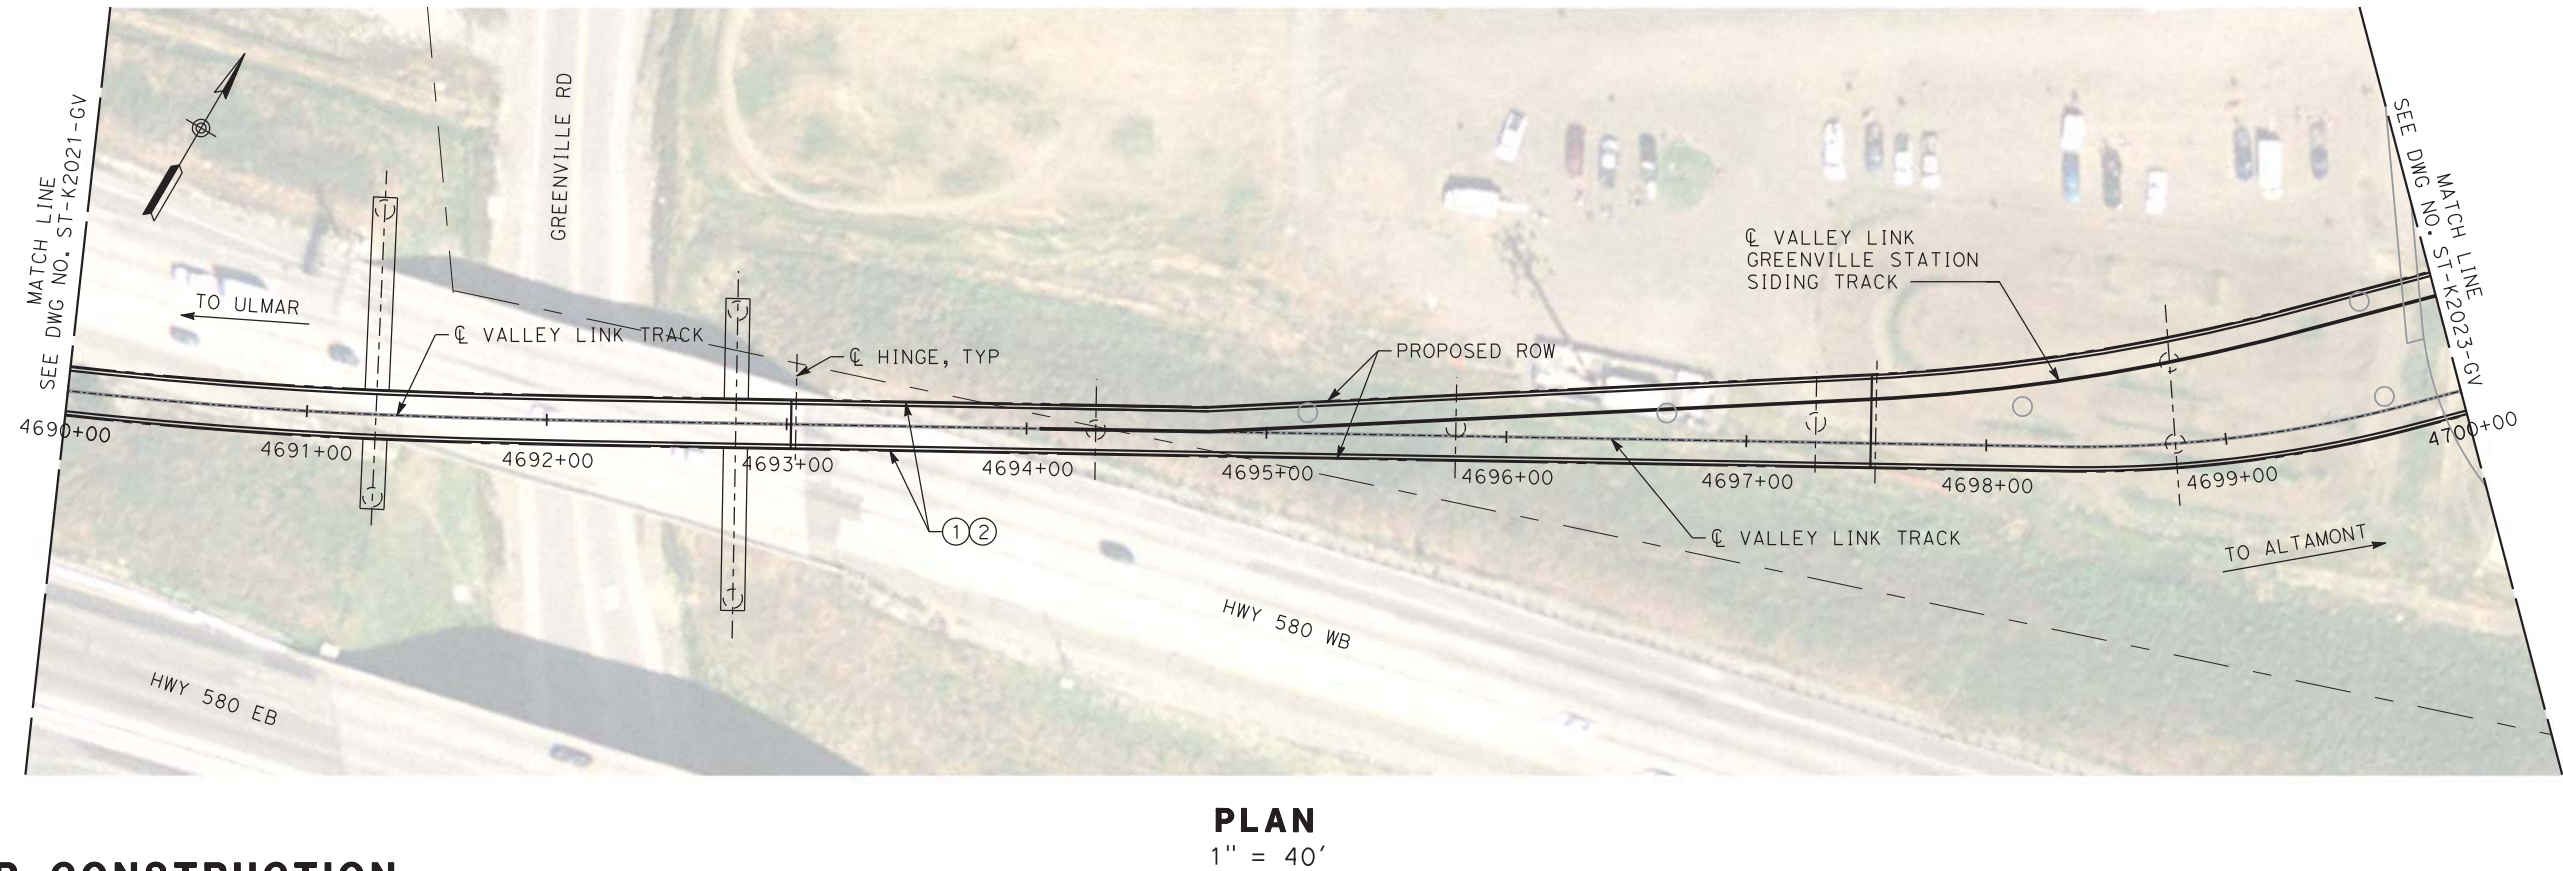 MATCH LINE
SEE DWG NO. ST-K2021-GV
GREENVILLE RD
TO ULMAR
℄ VALLEY LINK TRACK
℄ HINGE, TYP
PROPOSED ROW
℄ VALLEY LINK
GREENVILLE STATION
SIDING TRACK
MATCH LINE
SEE DWG NO. ST-K2023-GV
4690+00
4691+00
4692+00
4693+00
4694+00
4695+00
4696+00
4697+00
4698+00
4699+00
4700+00
1 2
℄ VALLEY LINK TRACK
TO ALTAMONT
HWY 580 WB
HWY 580 EB
PLAN
1" = 40'
CONSTRUCTION